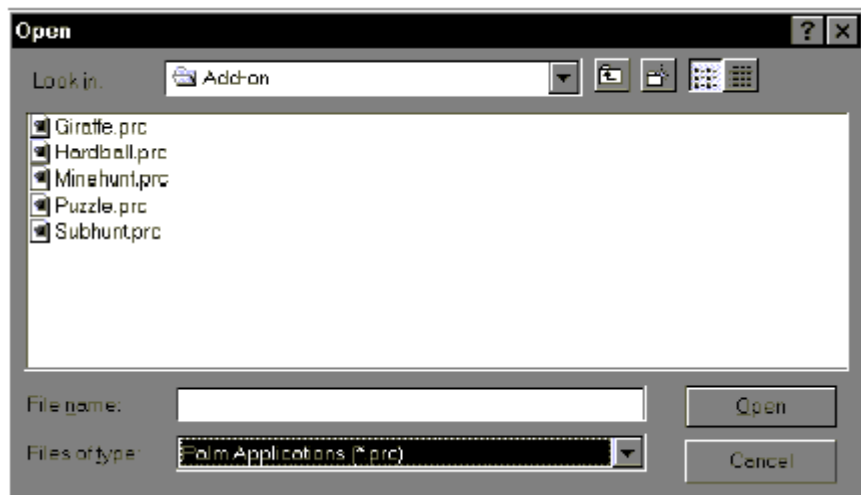 Open
Look in:
Add-on
Giraffe.prc
Hardball.prc
Minehunt.prc
Puzzle.prc
Subhunt.prc
File name:
Open
Files of type:
Palm Applications (*.prc)
Cancel